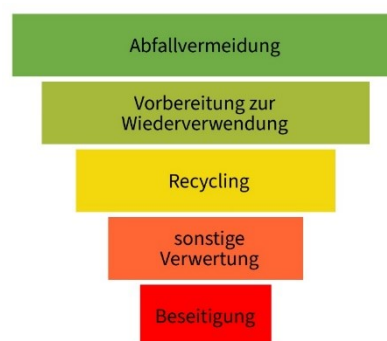 Abfallvermeidung
Vorbereitung zur
Wiederverwendung
Recycling
sonstige
Verwertung
Beseitigung